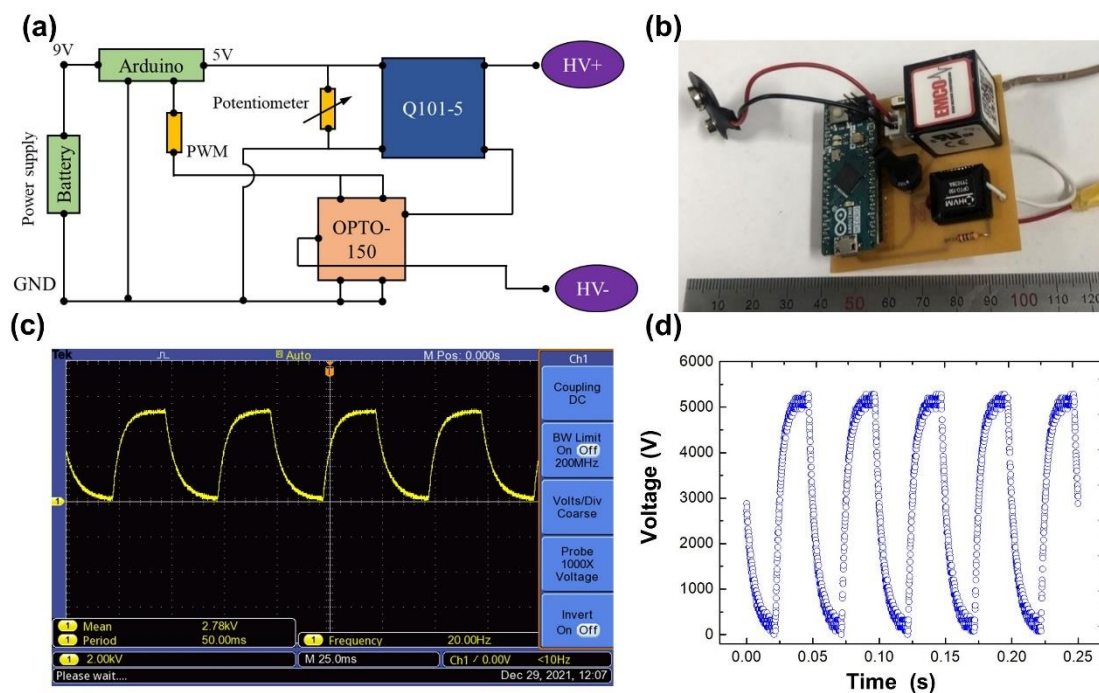 (a)
9V
Arduino
5V
Potentiometer
Q101-5
HV+
PWM
Power supply
Battery
OPTO-
150
GND
HV-
(b)
EMCO
ARDUINO
HVM
OPTO-150
10 20 30 40 50 60 70 80 90 100 110
(c)
Tek
Auto
M Pos: 0.000s
Ch1
Coupling
DC
BW Limit
On Off
200MHz
Volts/Div
Coarse
Probe
1000X
Voltage
Invert
On Off
1 Mean 2.78kV
1 Period 50.00ms
1 Frequency 20.00Hz
1 2.00kV
M 25.0ms
Ch1 0.00V <10Hz
Please wait....
Dec 29, 2021, 12:07
1
T
(d)
Voltage (V)
6000
5000
4000
3000
2000
1000
0
0.00 0.05 0.10 0.15 0.20 0.25
Time (s)